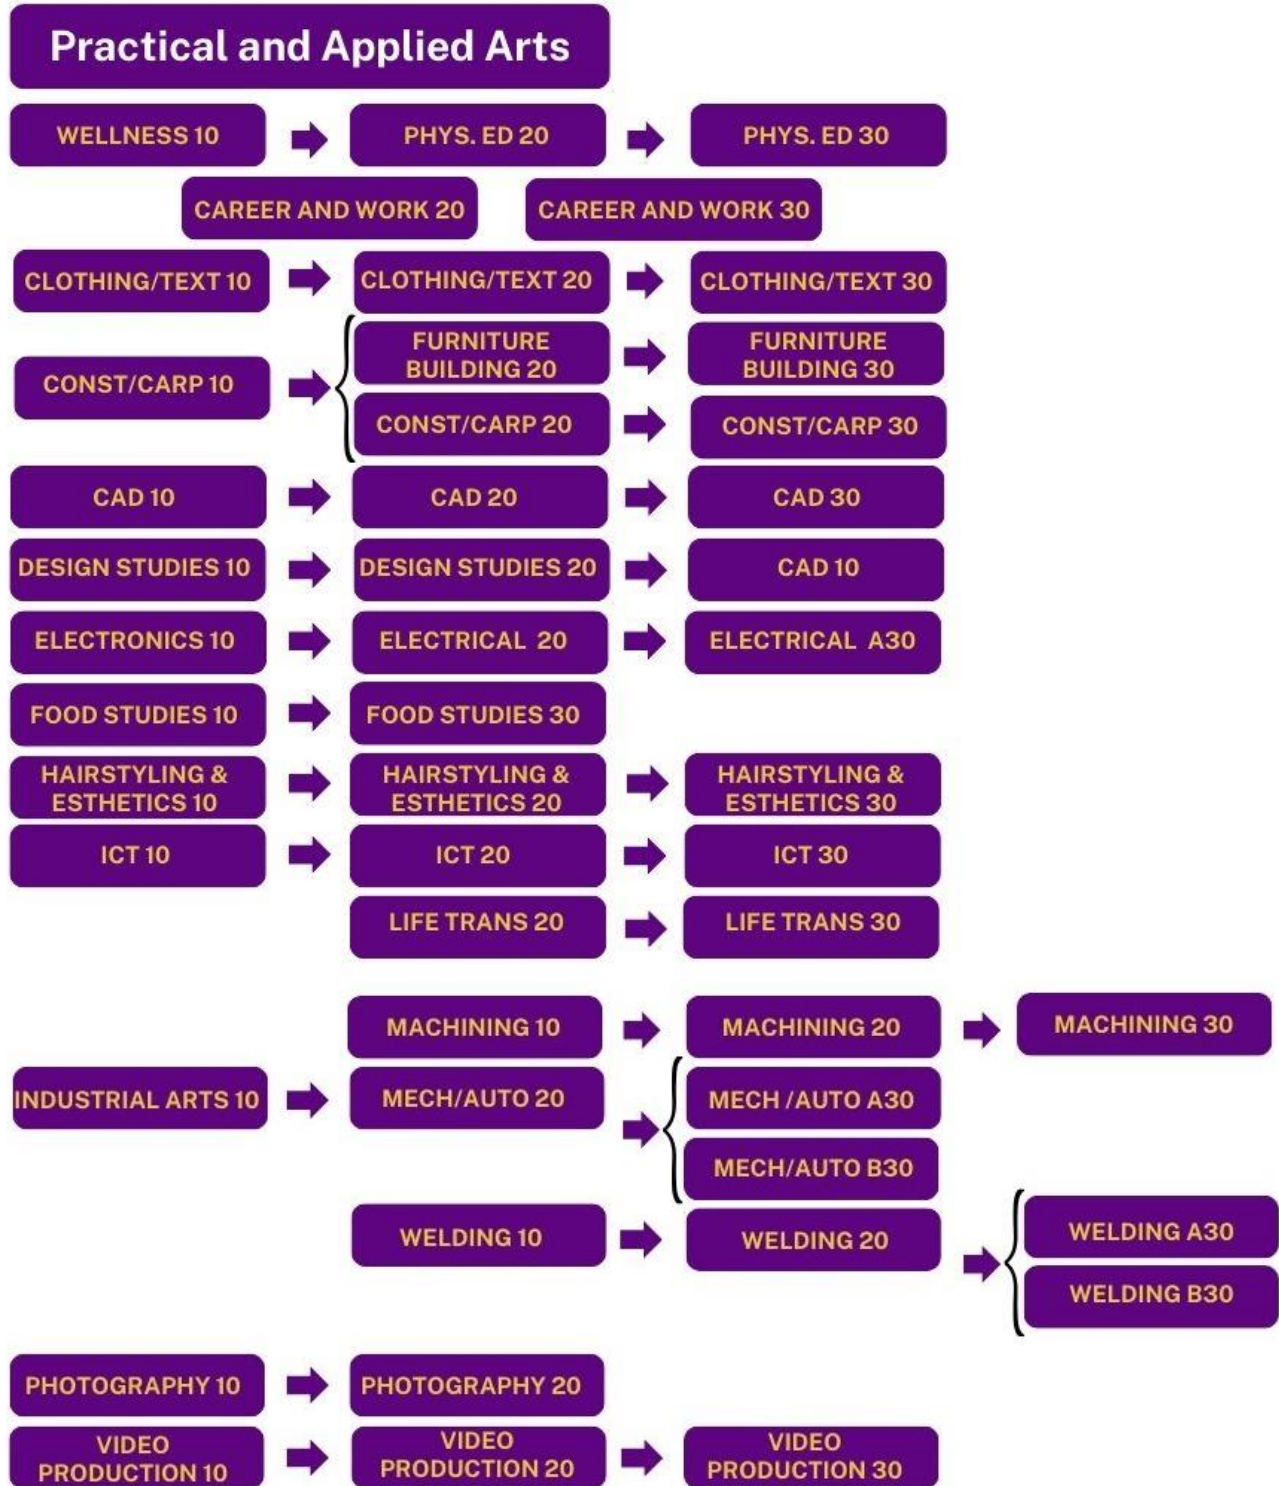 Practical and Applied Arts
WELLNESS 10
PHYS. ED 20
PHYS. ED 30
CAREER AND WORK 20
CAREER AND WORK 30
CLOTHING/TEXT 10
CLOTHING/TEXT 20
CLOTHING/TEXT 30
CONST/CARP 10
FURNITURE
BUILDING 20
FURNITURE
BUILDING 30
CONST/CARP 20
CONST/CARP 30
CAD 10
CAD 20
CAD 30
DESIGN STUDIES 10
DESIGN STUDIES 20
CAD 10
ELECTRONICS 10
ELECTRICAL 20
ELECTRICAL A30
FOOD STUDIES 10
FOOD STUDIES 30
HAIRSTYLING &
ESTHETICS 10
HAIRSTYLING &
ESTHETICS 20
HAIRSTYLING &
ESTHETICS 30
ICT 10
ICT 20
ICT 30
LIFE TRANS 20
LIFE TRANS 30
MACHINING 10
MACHINING 20
MACHINING 30
INDUSTRIAL ARTS 10
MECH/AUTO 20
MECH /AUTO A30
MECH/AUTO B30
WELDING 10
WELDING 20
WELDING A30
WELDING B30
PHOTOGRAPHY 10
PHOTOGRAPHY 20
VIDEO
PRODUCTION 10
VIDEO
PRODUCTION 20
VIDEO
PRODUCTION 30